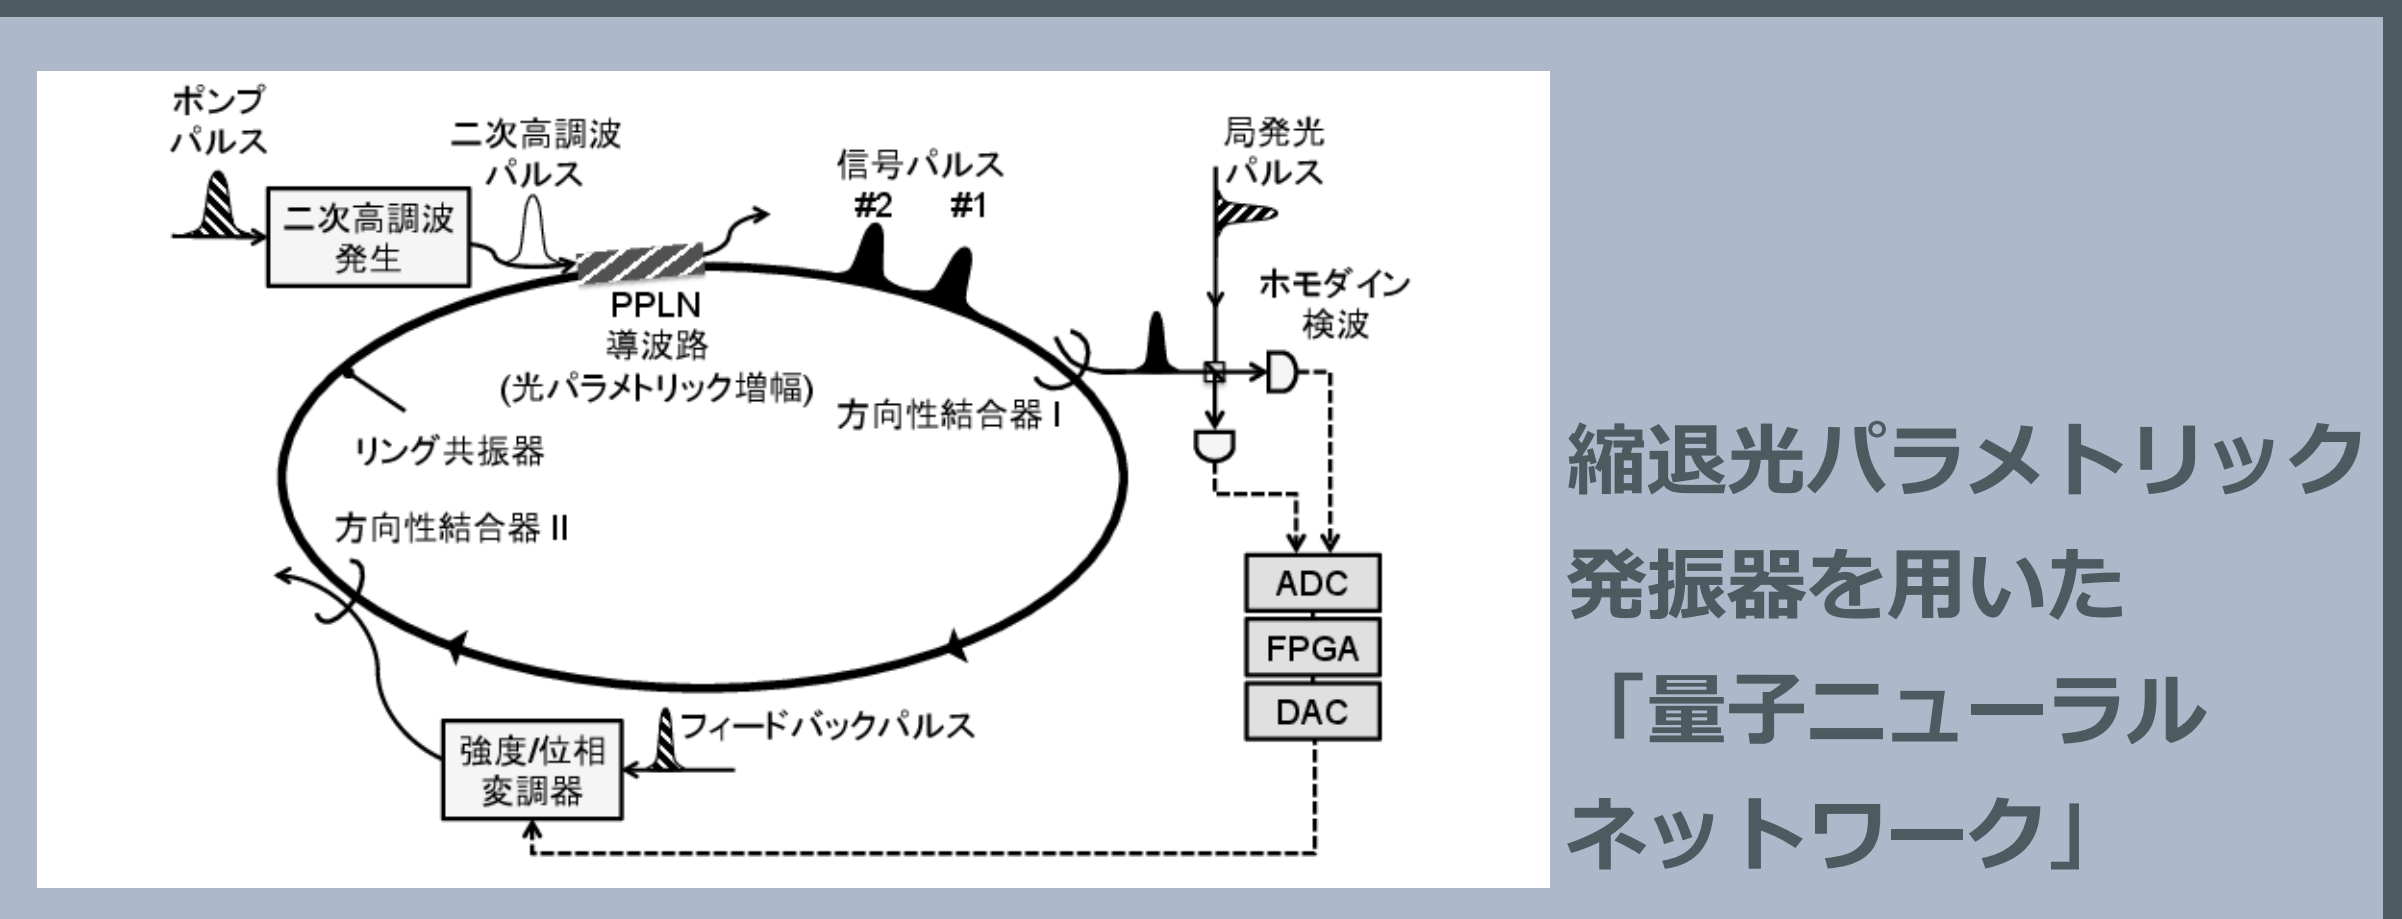 ポンプ
パルス
二次高調波
発生
二次高調波
パルス
PPLN
導波路
(光パラメトリック増幅)
信号パルス
#2 #1
局発光
パルス
ホモダイン
検波
方向性結合器 I
リング共振器
方向性結合器 II
ADC
FPGA
DAC
フィードバックパルス
強度/位相
変調器
縮退光パラメトリック
発振器を用いた
「量子ニューラル
ネットワーク」